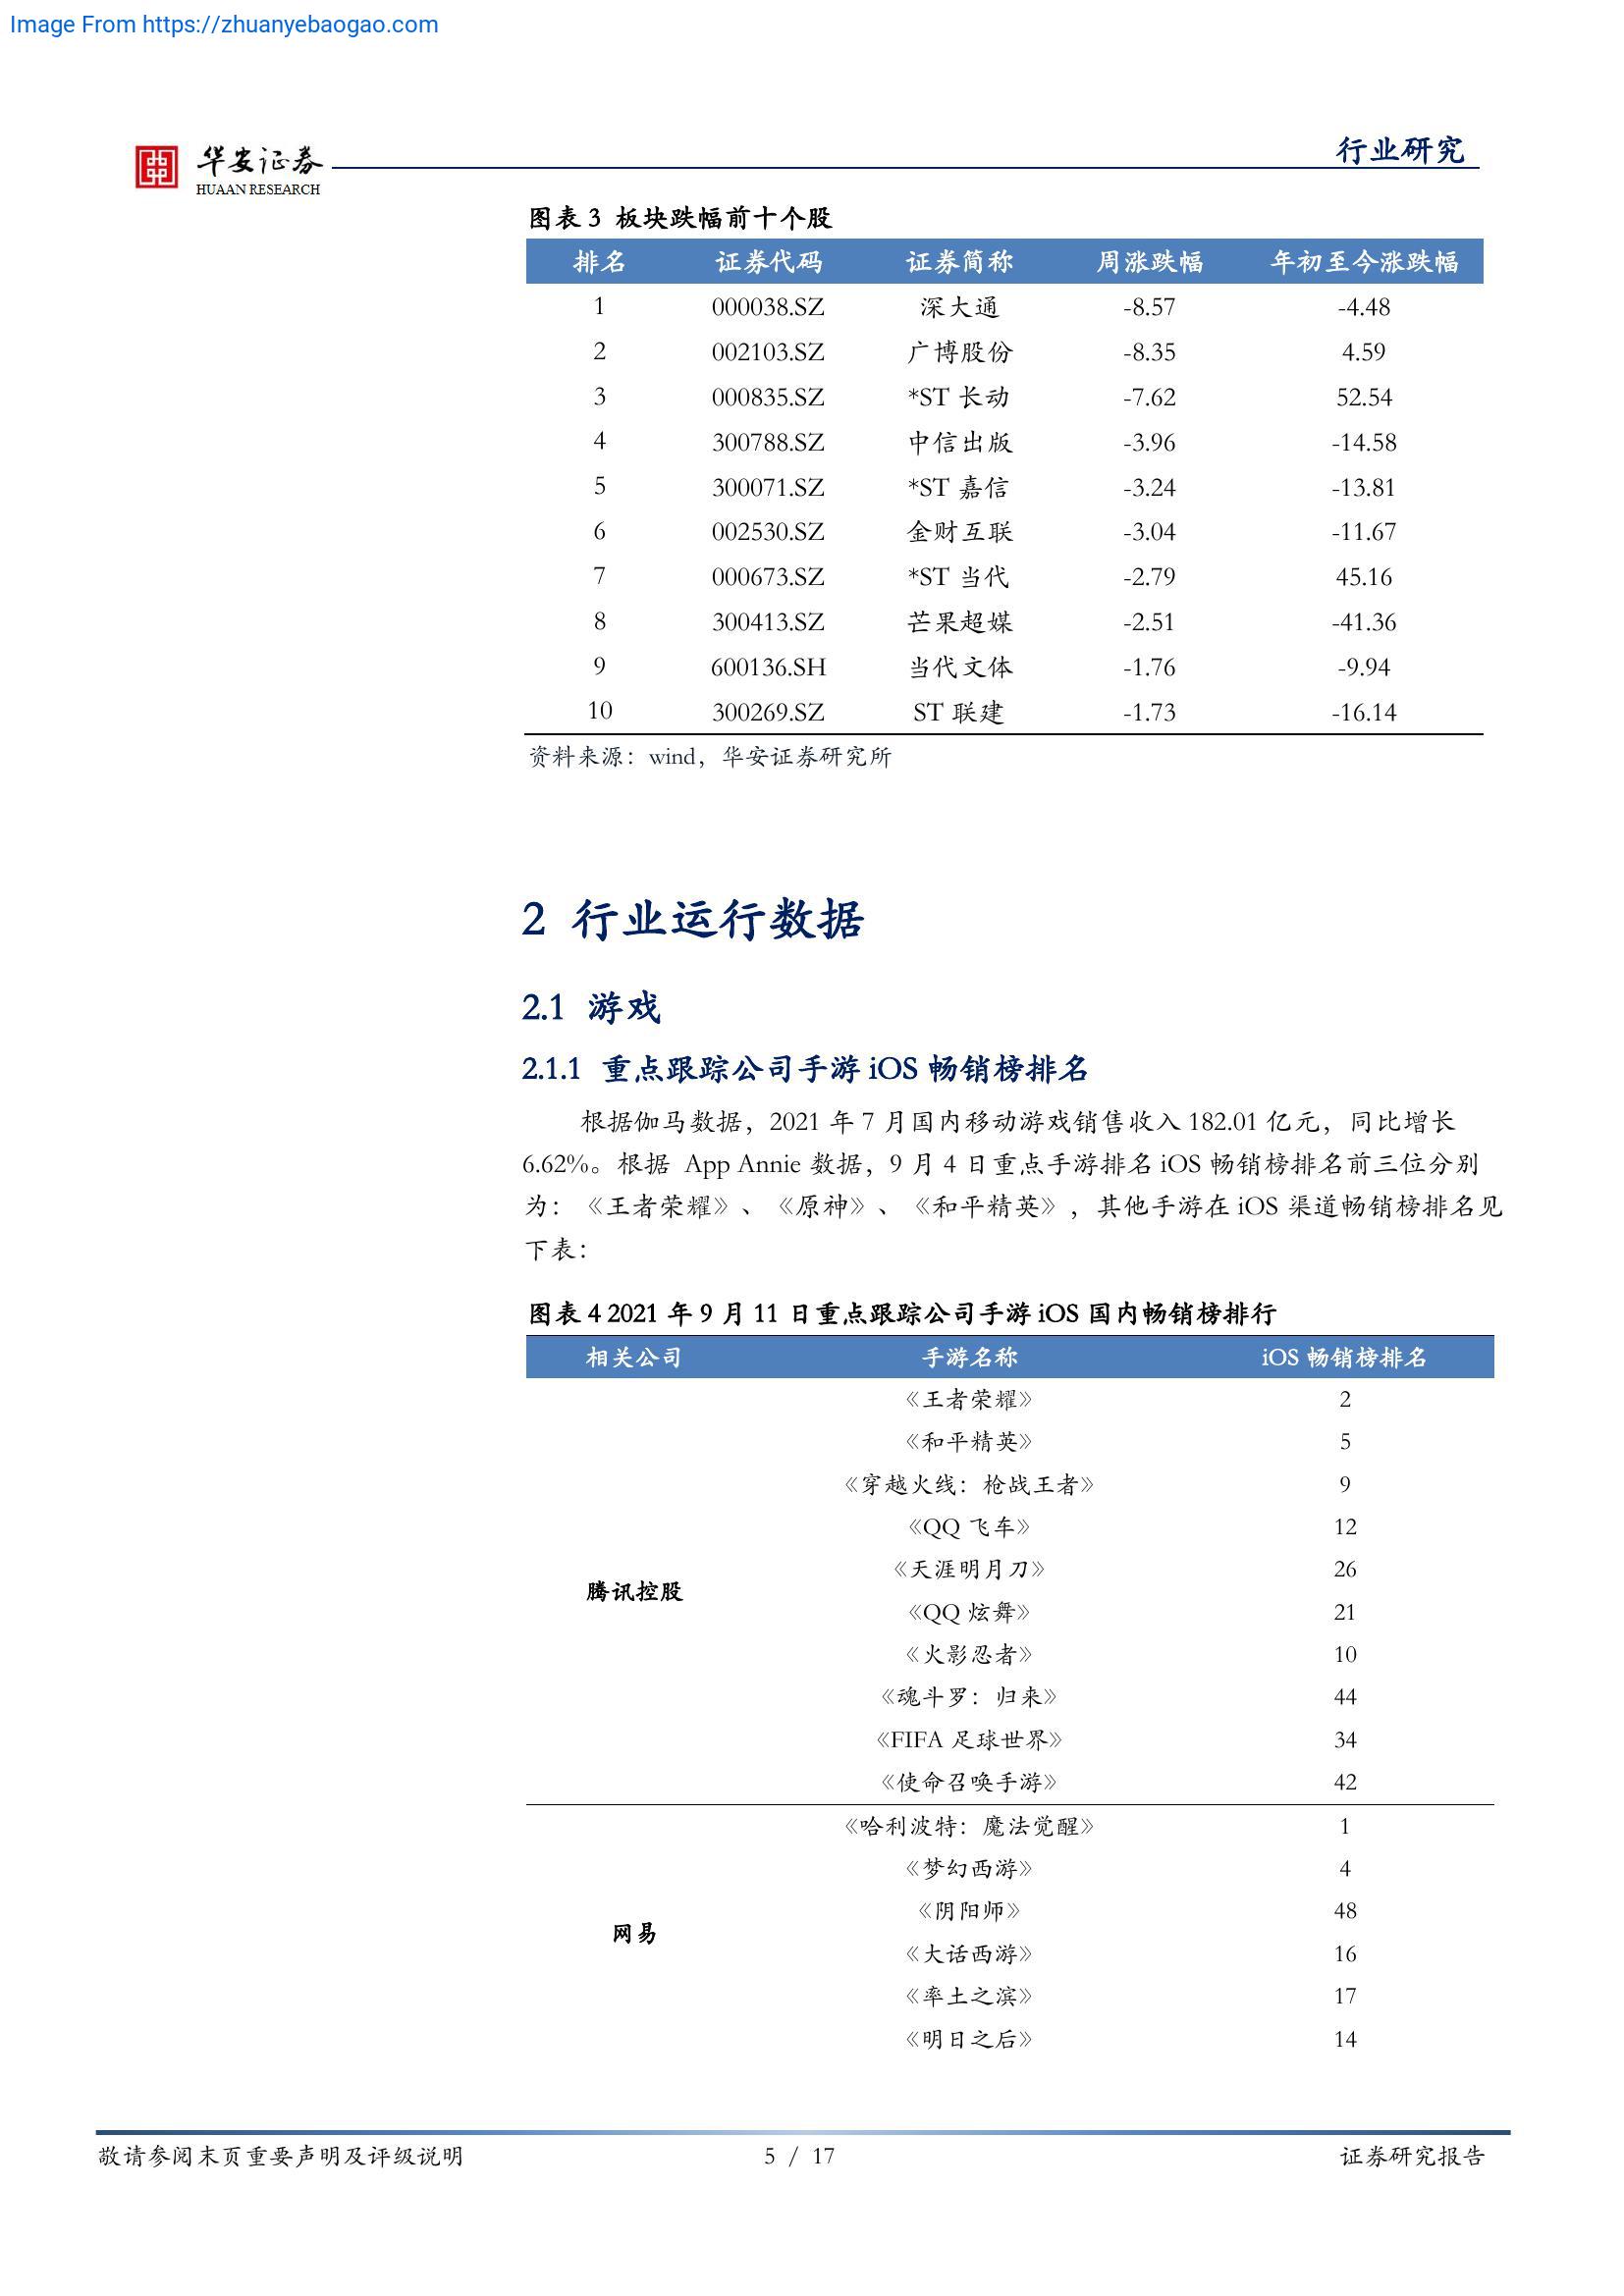 Image From https://zhuanyebaogao.com
华安证券
HUAAN RESEARCH
行业研究
图表 3 板块跌幅前十个股
排名 证券代码 证券简称 周涨跌幅 年初至今涨跌幅
1 000038.SZ 深大通 -8.57 -4.48
2 002103.SZ 广博股份 -8.35 4.59
3 000835.SZ *ST 长动 -7.62 52.54
4 300788.SZ 中信出版 -3.96 -14.58
5 300071.SZ *ST 嘉信 -3.24 -13.81
6 002530.SZ 金财互联 -3.04 -11.67
7 000673.SZ *ST 当代 -2.79 45.16
8 300413.SZ 芒果超媒 -2.51 -41.36
9 600136.SH 当代文体 -1.76 -9.94
10 300269.SZ ST 联建 -1.73 -16.14
资料来源：wind，华安证券研究所
2 行业运行数据
2.1 游戏
2.1.1 重点跟踪公司手游 iOS 畅销榜排名
根据伽马数据，2021 年 7 月国内移动游戏销售收入 182.01 亿元，同比增长
6.62%。根据 App Annie 数据，9 月 4 日重点手游排名 iOS 畅销榜排名前三位分别
为：《王者荣耀》、《原神》、《和平精英》，其他手游在 iOS 渠道畅销榜排名见
下表：
图表 4 2021 年 9 月 11 日重点跟踪公司手游 iOS 国内畅销榜排行
相关公司 手游名称 iOS 畅销榜排名
《王者荣耀》 2
《和平精英》 5
《穿越火线：枪战王者》 9
《QQ 飞车》 12
《天涯明月刀》 26
腾讯控股
《QQ 炫舞》 21
《火影忍者》 10
《魂斗罗：归来》 44
《FIFA 足球世界》 34
《使命召唤手游》 42
《哈利波特：魔法觉醒》 1
《梦幻西游》 4
《阴阳师》 48
网易
《大话西游》 16
《率土之滨》 17
《明日之后》 14
敬请参阅末页重要声明及评级说明 5 / 17 证券研究报告